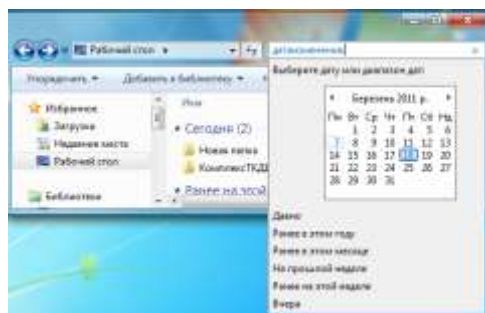 Рабочий стол
датаизменения:
Упорядочить
Добавить в библиотеку
Выберите дату или диапазон дат:
Избранное
Загрузки
Недавние места
Рабочий стол
Библиотеки
Имя
Сегодня (2)
Новая папка
Ранее на этой
Березень 2011 р.
Пн Вт Ср Чт Пт Сб Нд
1 2 3 4 5 6
7 8 9 10 11 12 13
14 15 16 17 18 19 20
21 22 23 24 25 26 27
28 29 30 31
Давно
Ранее в этом году
Ранее в этом месяце
На прошлой неделе
Ранее на этой неделе
Вчера